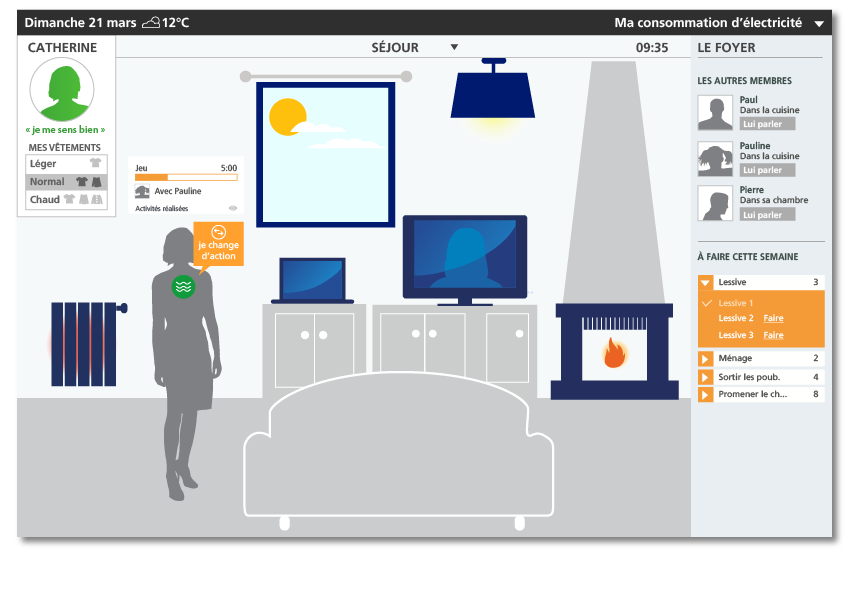 Dimanche 21 mars 12°C
Ma consommation d'électricité
CATHERINE
« je me sens bien »
MES VÊTEMENTS
Léger
Normal
Chaud
SÉJOUR
09:35
Jeu 5:00
Avec Pauline
Activités réalisées
je change
d'action
LE FOYER
LES AUTRES MEMBRES
Paul
Dans la cuisine
Lui parler
Pauline
Dans la cuisine
Lui parler
Pierre
Dans sa chambre
Lui parler
À FAIRE CETTE SEMAINE
Lessive 3
Lessive 1
Lessive 2 Faire
Lessive 3 Faire
Ménage 2
Sortir les poub. 4
Promener le ch... 8